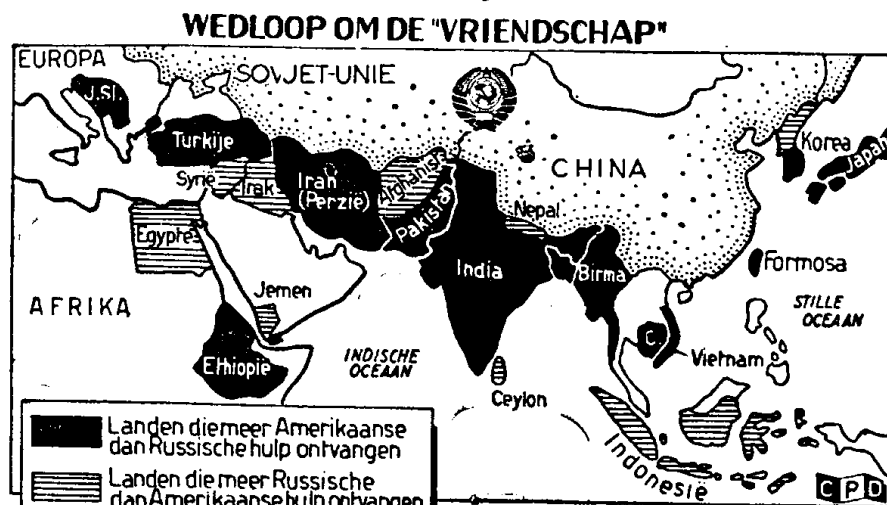 WEDLOOP OM DE "VRIENDSCHAP"
EUROPA
SOVJET-UNIE
J.Sl.
Turkije
Korea
Japan
CHINA
Syrië
Irak
Iran
(Perzië)
Afghanist.
Pakistan
Nepal
Egypte
India
Birma
Formosa
Jemen
AFRIKA
STILLE
OCEAAN
Ethiopië
INDISCHE
OCEAAN
C.
Vietnam
Ceylon
Indonesië
Landen die meer Amerikaanse
dan Russische hulp ontvangen
Landen die meer Russische
dan Amerikaanse hulp ontvangen
CPD